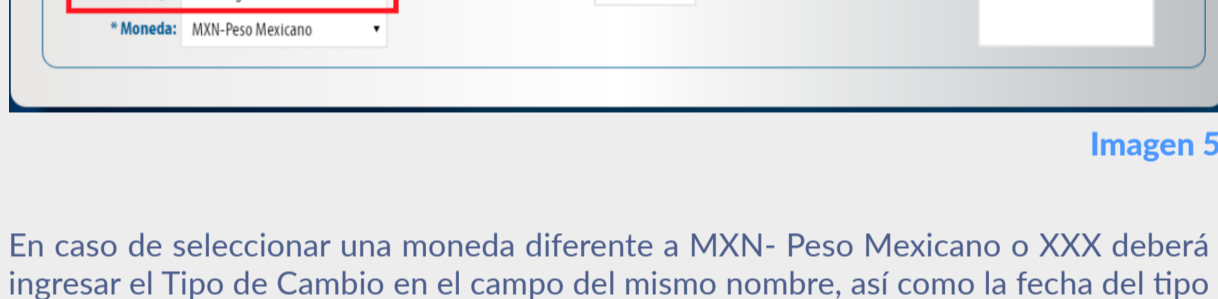 * Moneda: MXN-Peso Mexicano
Imagen 5
En caso de seleccionar una moneda diferente a MXN- Peso Mexicano o XXX deberá
ingresar el Tipo de Cambio en el campo del mismo nombre, así como la fecha del tipo